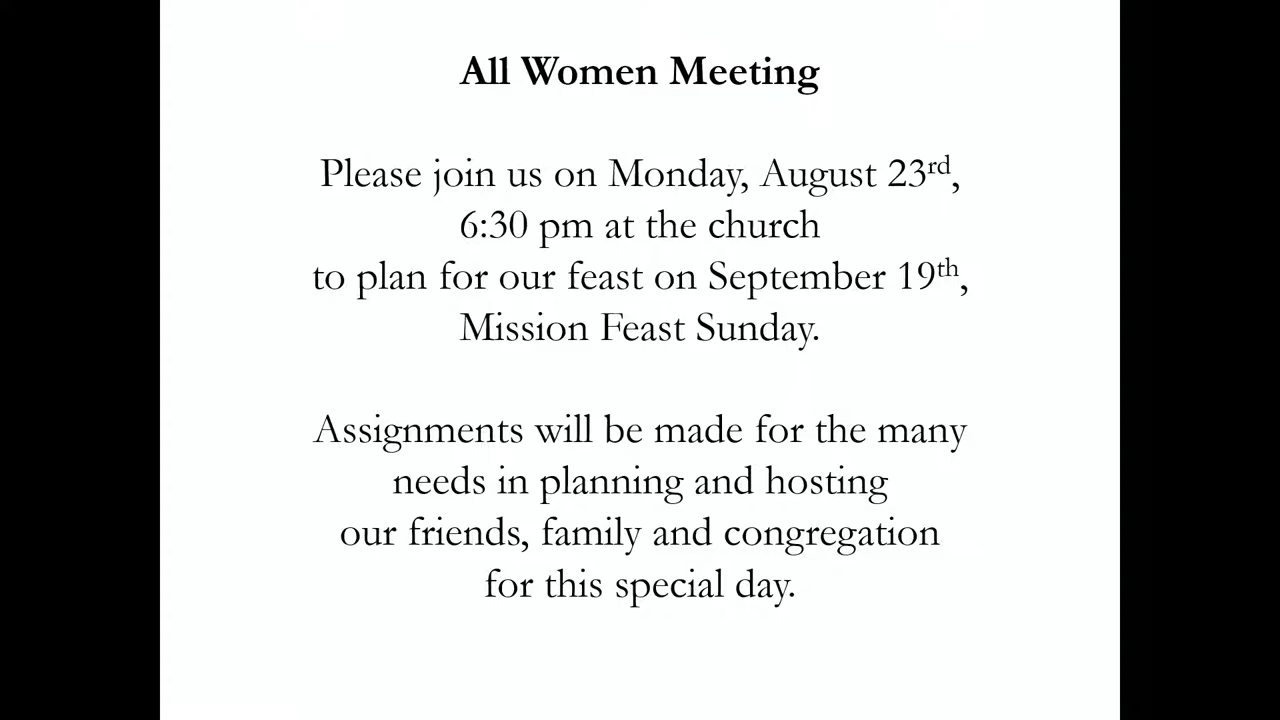 All Women Meeting
Please join us on Monday, August 23rd,
6:30 pm at the church
to plan for our feast on September 19th,
Mission Feast Sunday.
Assignments will be made for the many
needs in planning and hosting
our friends, family and congregation
for this special day.